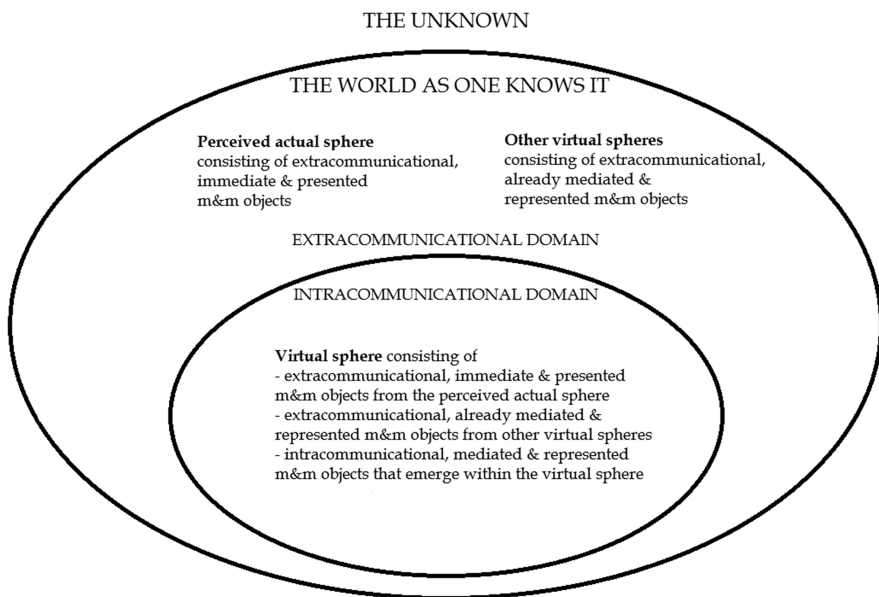 THE UNKNOWN
THE WORLD AS ONE KNOWS IT
Perceived actual sphere
consisting of extracommunicational,
immediate & presented
m&m objects
Other virtual spheres
consisting of extracommunicational,
already mediated &
represented m&m objects
EXTRACOMMUNICATIONAL DOMAIN
INTRACOMMUNICATIONAL DOMAIN
Virtual sphere consisting of
- extracommunicational, immediate & presented
m&m objects from the perceived actual sphere
- extracommunicational, already mediated &
represented m&m objects from other virtual spheres
- intracommunicational, mediated & represented
m&m objects that emerge within the virtual sphere